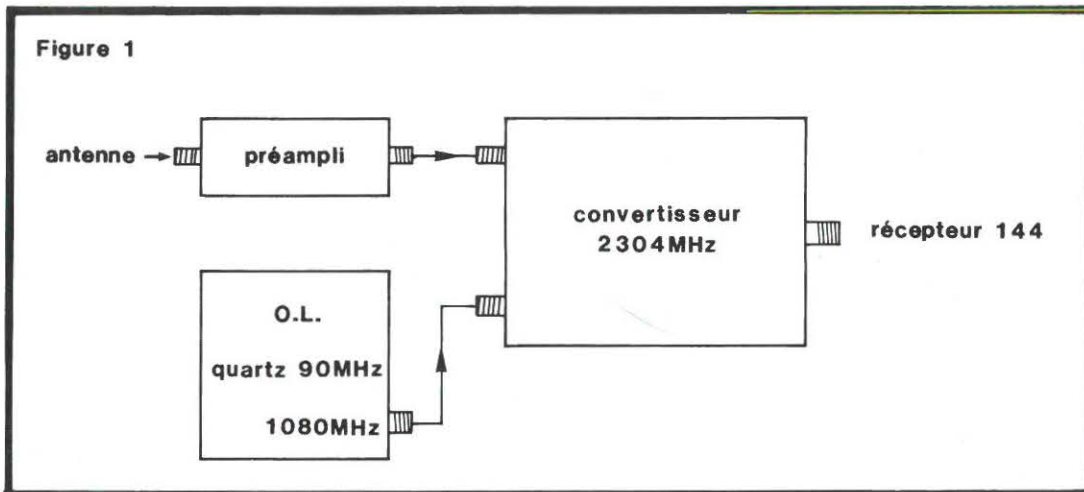 Figure 1
antenne
préampli
convertisseur
2304MHz
récepteur 144
O.L.
quartz 90MHz
1080MHz